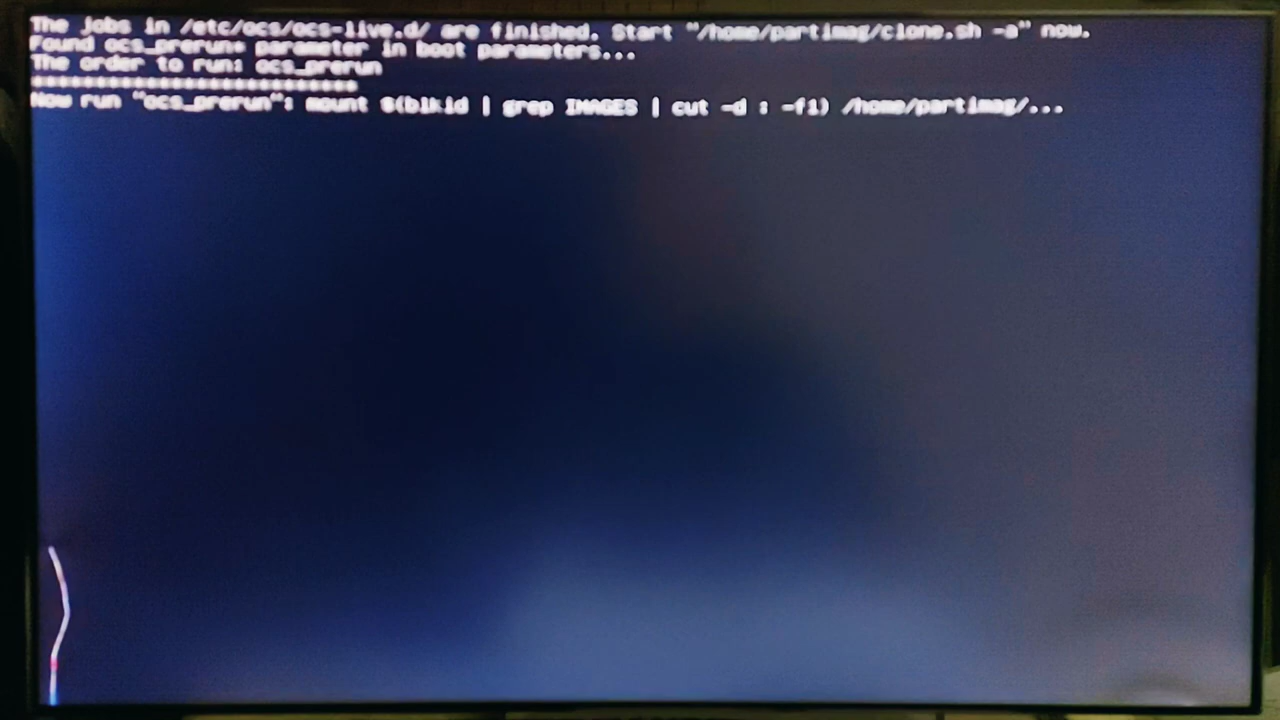 The jobs in /etc/ocs/ocs-live.d/ are finished. Start "/home/partimag/clone.sh -a" now.
Found ocs_prerun* parameter in boot parameters...
The order to run: ocs_prerun
***************************
Now run "ocs_prerun": mount $(blkid | grep IMAGES | cut -d : -f1) /home/partimag/...